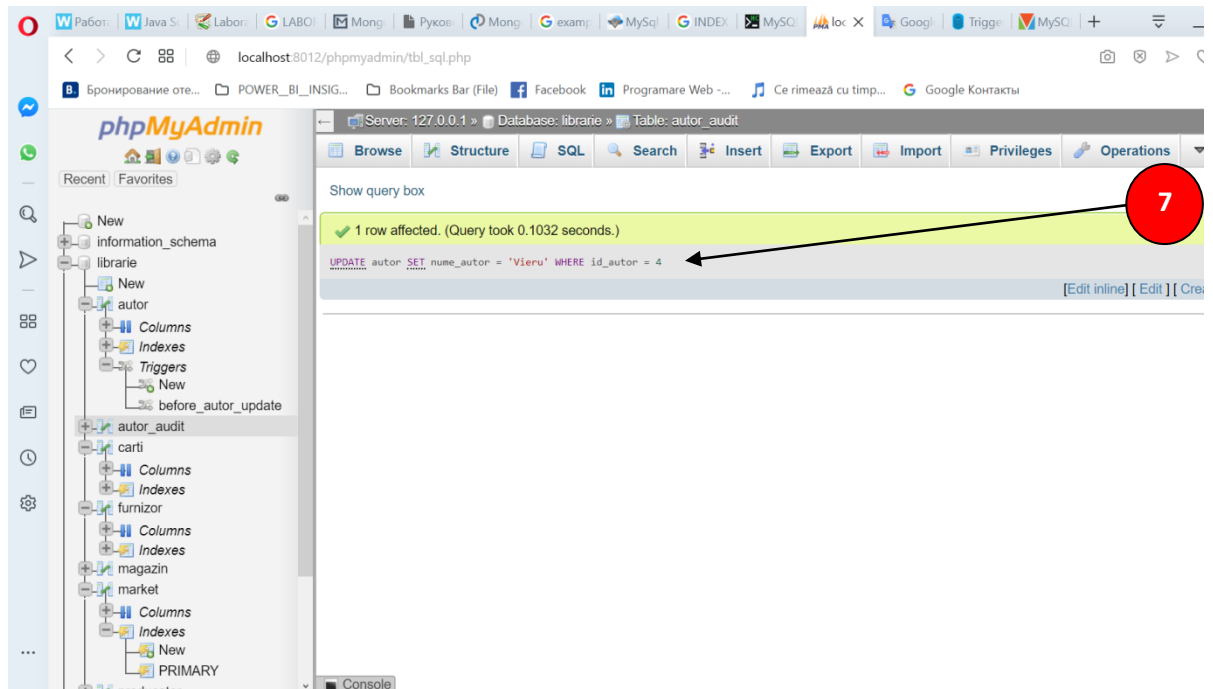 Работ W Java S Labor G LABO Mong Руков Mong G examp MySql G INDEX MySQ loc Googl Trigge MySQ
localhost:8012/phpmyadmin/tbl_sql.php
B. Бронирование оте... POWER_BI_INSIG... Bookmarks Bar (File) Facebook Programare Web -... Ce rimează cu timp... G Google Контакты
phpMyAdmin
Recent Favorites
New
information_schema
librarie
New
autor
Columns
Indexes
Triggers
New
before_autor_update
autor_audit
carti
Columns
Indexes
furnizor
Columns
Indexes
magazin
market
Columns
Indexes
New
PRIMARY
Server: 127.0.0.1 » Database: librarie » Table: autor_audit
Browse Structure SQL Search Insert Export Import Privileges Operations
Show query box
7
1 row affected. (Query took 0.1032 seconds.)
UPDATE autor SET nume_autor = 'Vieru' WHERE id_autor = 4
[Edit inline] [ Edit ] [ Crea
Console